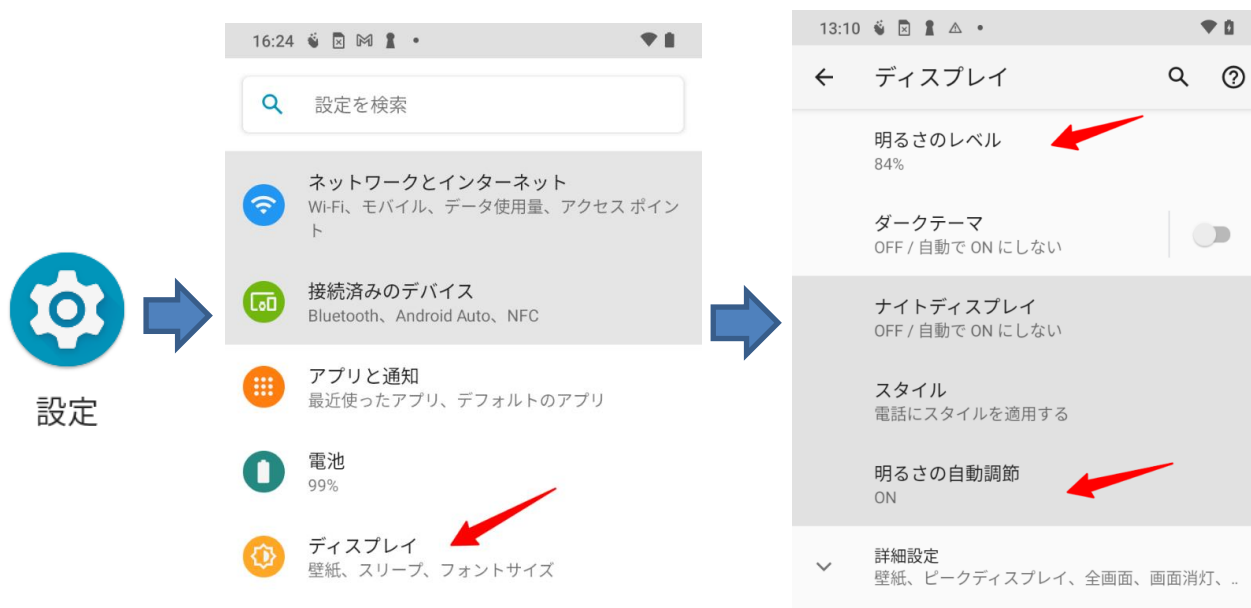 設定
16:24
設定を検索
ネットワークとインターネット
Wi-Fi、モバイル、データ使用量、アクセス ポイン
ト
接続済みのデバイス
Bluetooth、Android Auto、NFC
アプリと通知
最近使ったアプリ、デフォルトのアプリ
電池
99%
ディスプレイ
壁紙、スリープ、フォントサイズ
13:10
ディスプレイ
明るさのレベル
84%
ダークテーマ
OFF / 自動で ON にしない
ナイトディスプレイ
OFF / 自動で ON にしない
スタイル
電話にスタイルを適用する
明るさの自動調節
ON
詳細設定
壁紙、ピークディスプレイ、全画面、画面消灯、..